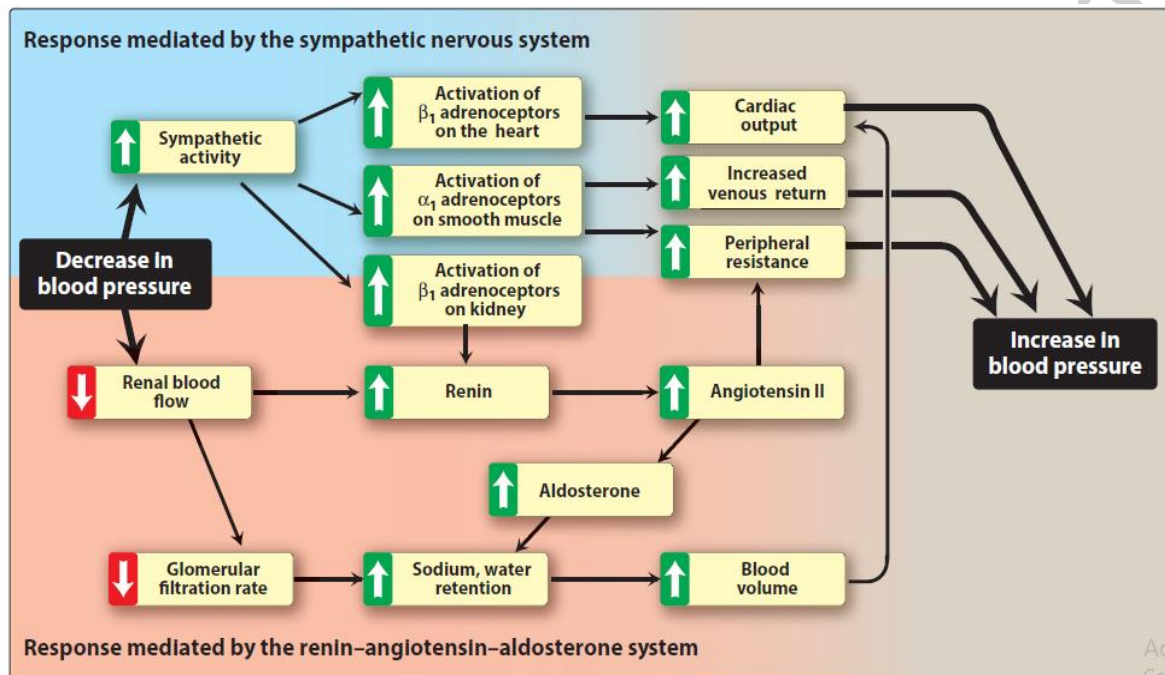 Response mediated by the sympathetic nervous system
Activation of
β1 adrenoceptors
on the heart
Cardiac
output
Sympathetic
activity
Activation of
α1 adrenoceptors
on smooth muscle
Increased
venous return
Peripheral
resistance
Decrease in
blood pressure
Activation of
β1 adrenoceptors
on kidney
Increase in
blood pressure
Renal blood
flow
Renin
Angiotensin II
Aldosterone
Glomerular
filtration rate
Sodium, water
retention
Blood
volume
Response mediated by the renin–angiotensin–aldosterone system